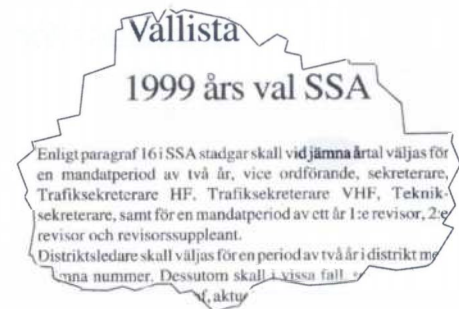 Vallista
1999 års val SSA
Enligt paragraf 16 i SSA stadgar skall vid jämna årtal väljas för
en mandatperiod av två år, vice ordförande, sekreterare,
Trafiksekreterare HF, Trafiksekreterare VHF, Teknik-
sekreterare, samt för en mandatperiod av ett år 1:e revisor, 2:e
revisor och revisorssuppleant.
Distriktsledare skall väljas för en period av två år i distrikt
nummer. Dessutom skall i vissa fall